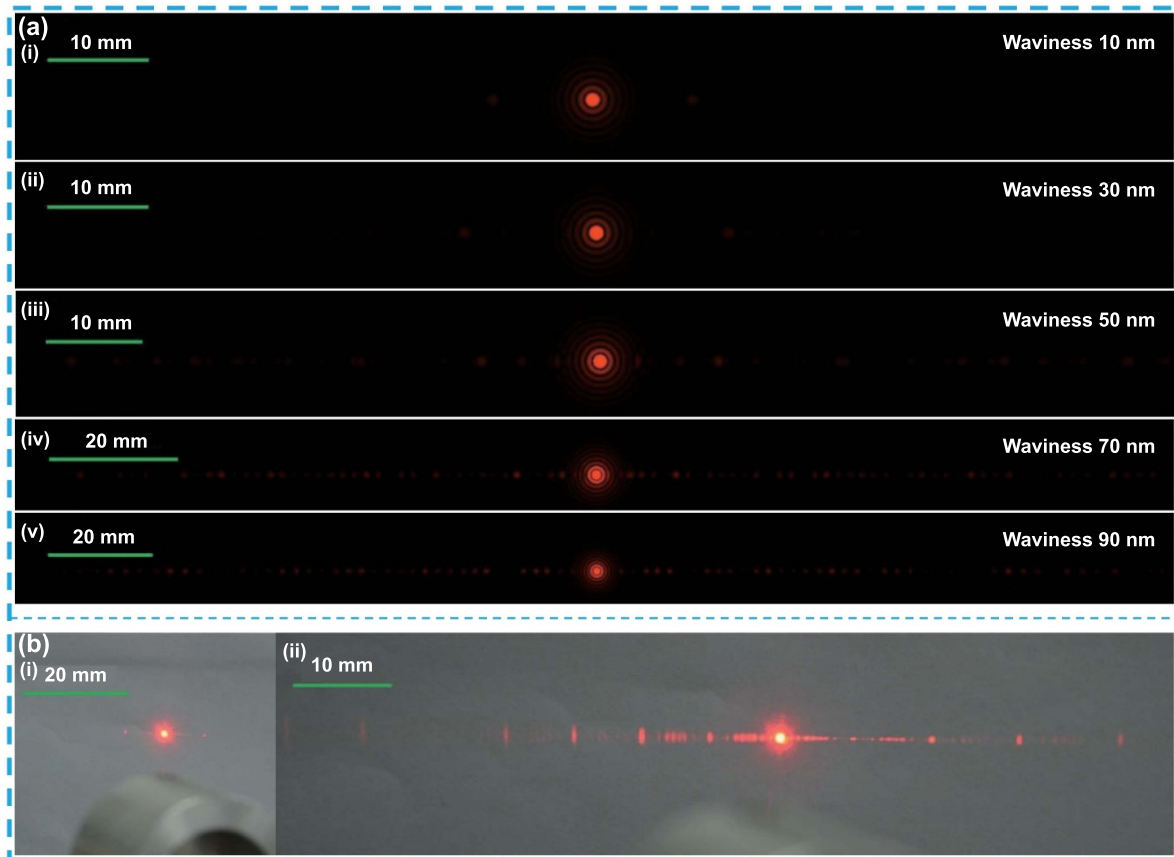 (a)
(i)
10 mm
Waviness 10 nm
(ii)
10 mm
Waviness 30 nm
(iii)
10 mm
Waviness 50 nm
(iv)
20 mm
Waviness 70 nm
(v)
20 mm
Waviness 90 nm
(b)
(i)
20 mm
(ii)
10 mm